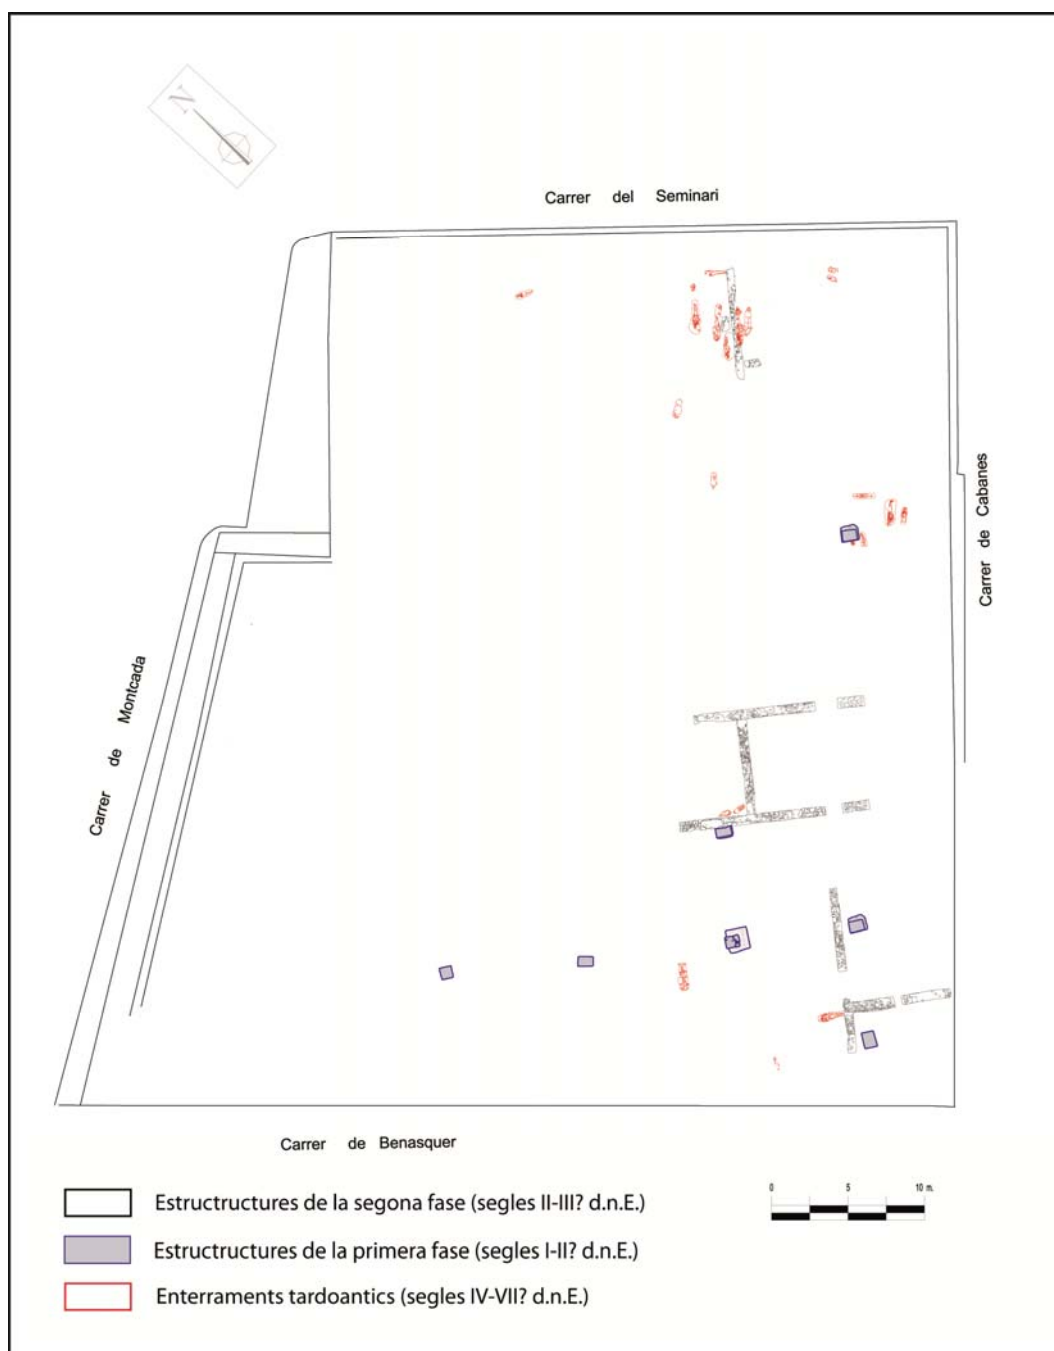 N
Carrer del Seminari
Carrer de Cabanes
Carrer de Montcada
Carrer de Benasquer
0 5 10 m.
Estructructures de la segona fase (segles II-III? d.n.E.)
Estructructures de la primera fase (segles I-II? d.n.E.)
Enterraments tardoantics (segles IV-VII? d.n.E.)